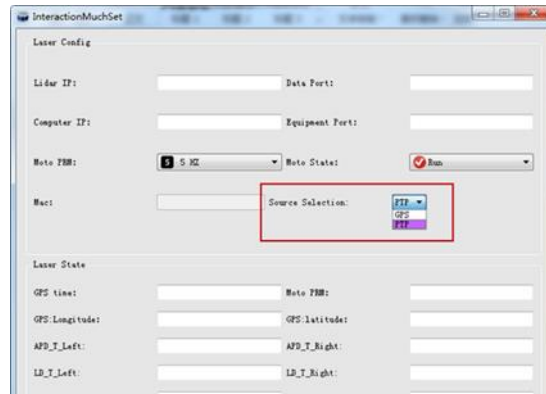 InteractionMuchSet
Laser Config
Lidar IP: Data Port:
Computer IP: Equipment Port:
Moto PRM: 5 5 HZ Moto State: Run
Mac: Source Selection: PTP
GPS
PTP
Laser State
GPS time: Moto PRM:
GPS:Longitude: GPS:latitude:
APD_T_Left: APD_T_Right:
LD_T_Left: LD_T_Right: